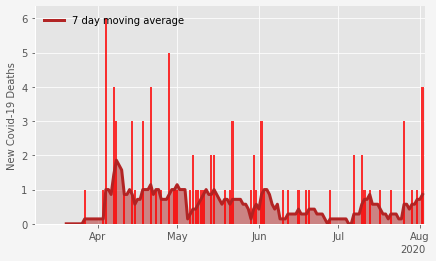 7 day moving average
New Covid-19 Deaths
6
5
4
3
2
1
0
Apr
May
Jun
Jul
Aug
2020